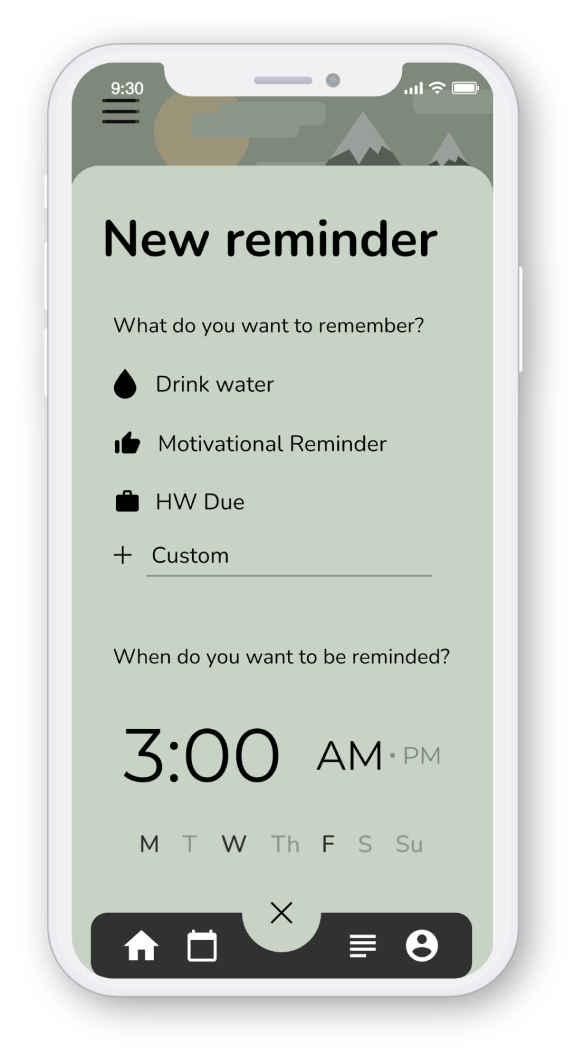 9:30
New reminder
What do you want to remember?
Drink water
Motivational Reminder
HW Due
+ Custom
When do you want to be reminded?
3:00 AM • PM
M T W Th F S Su